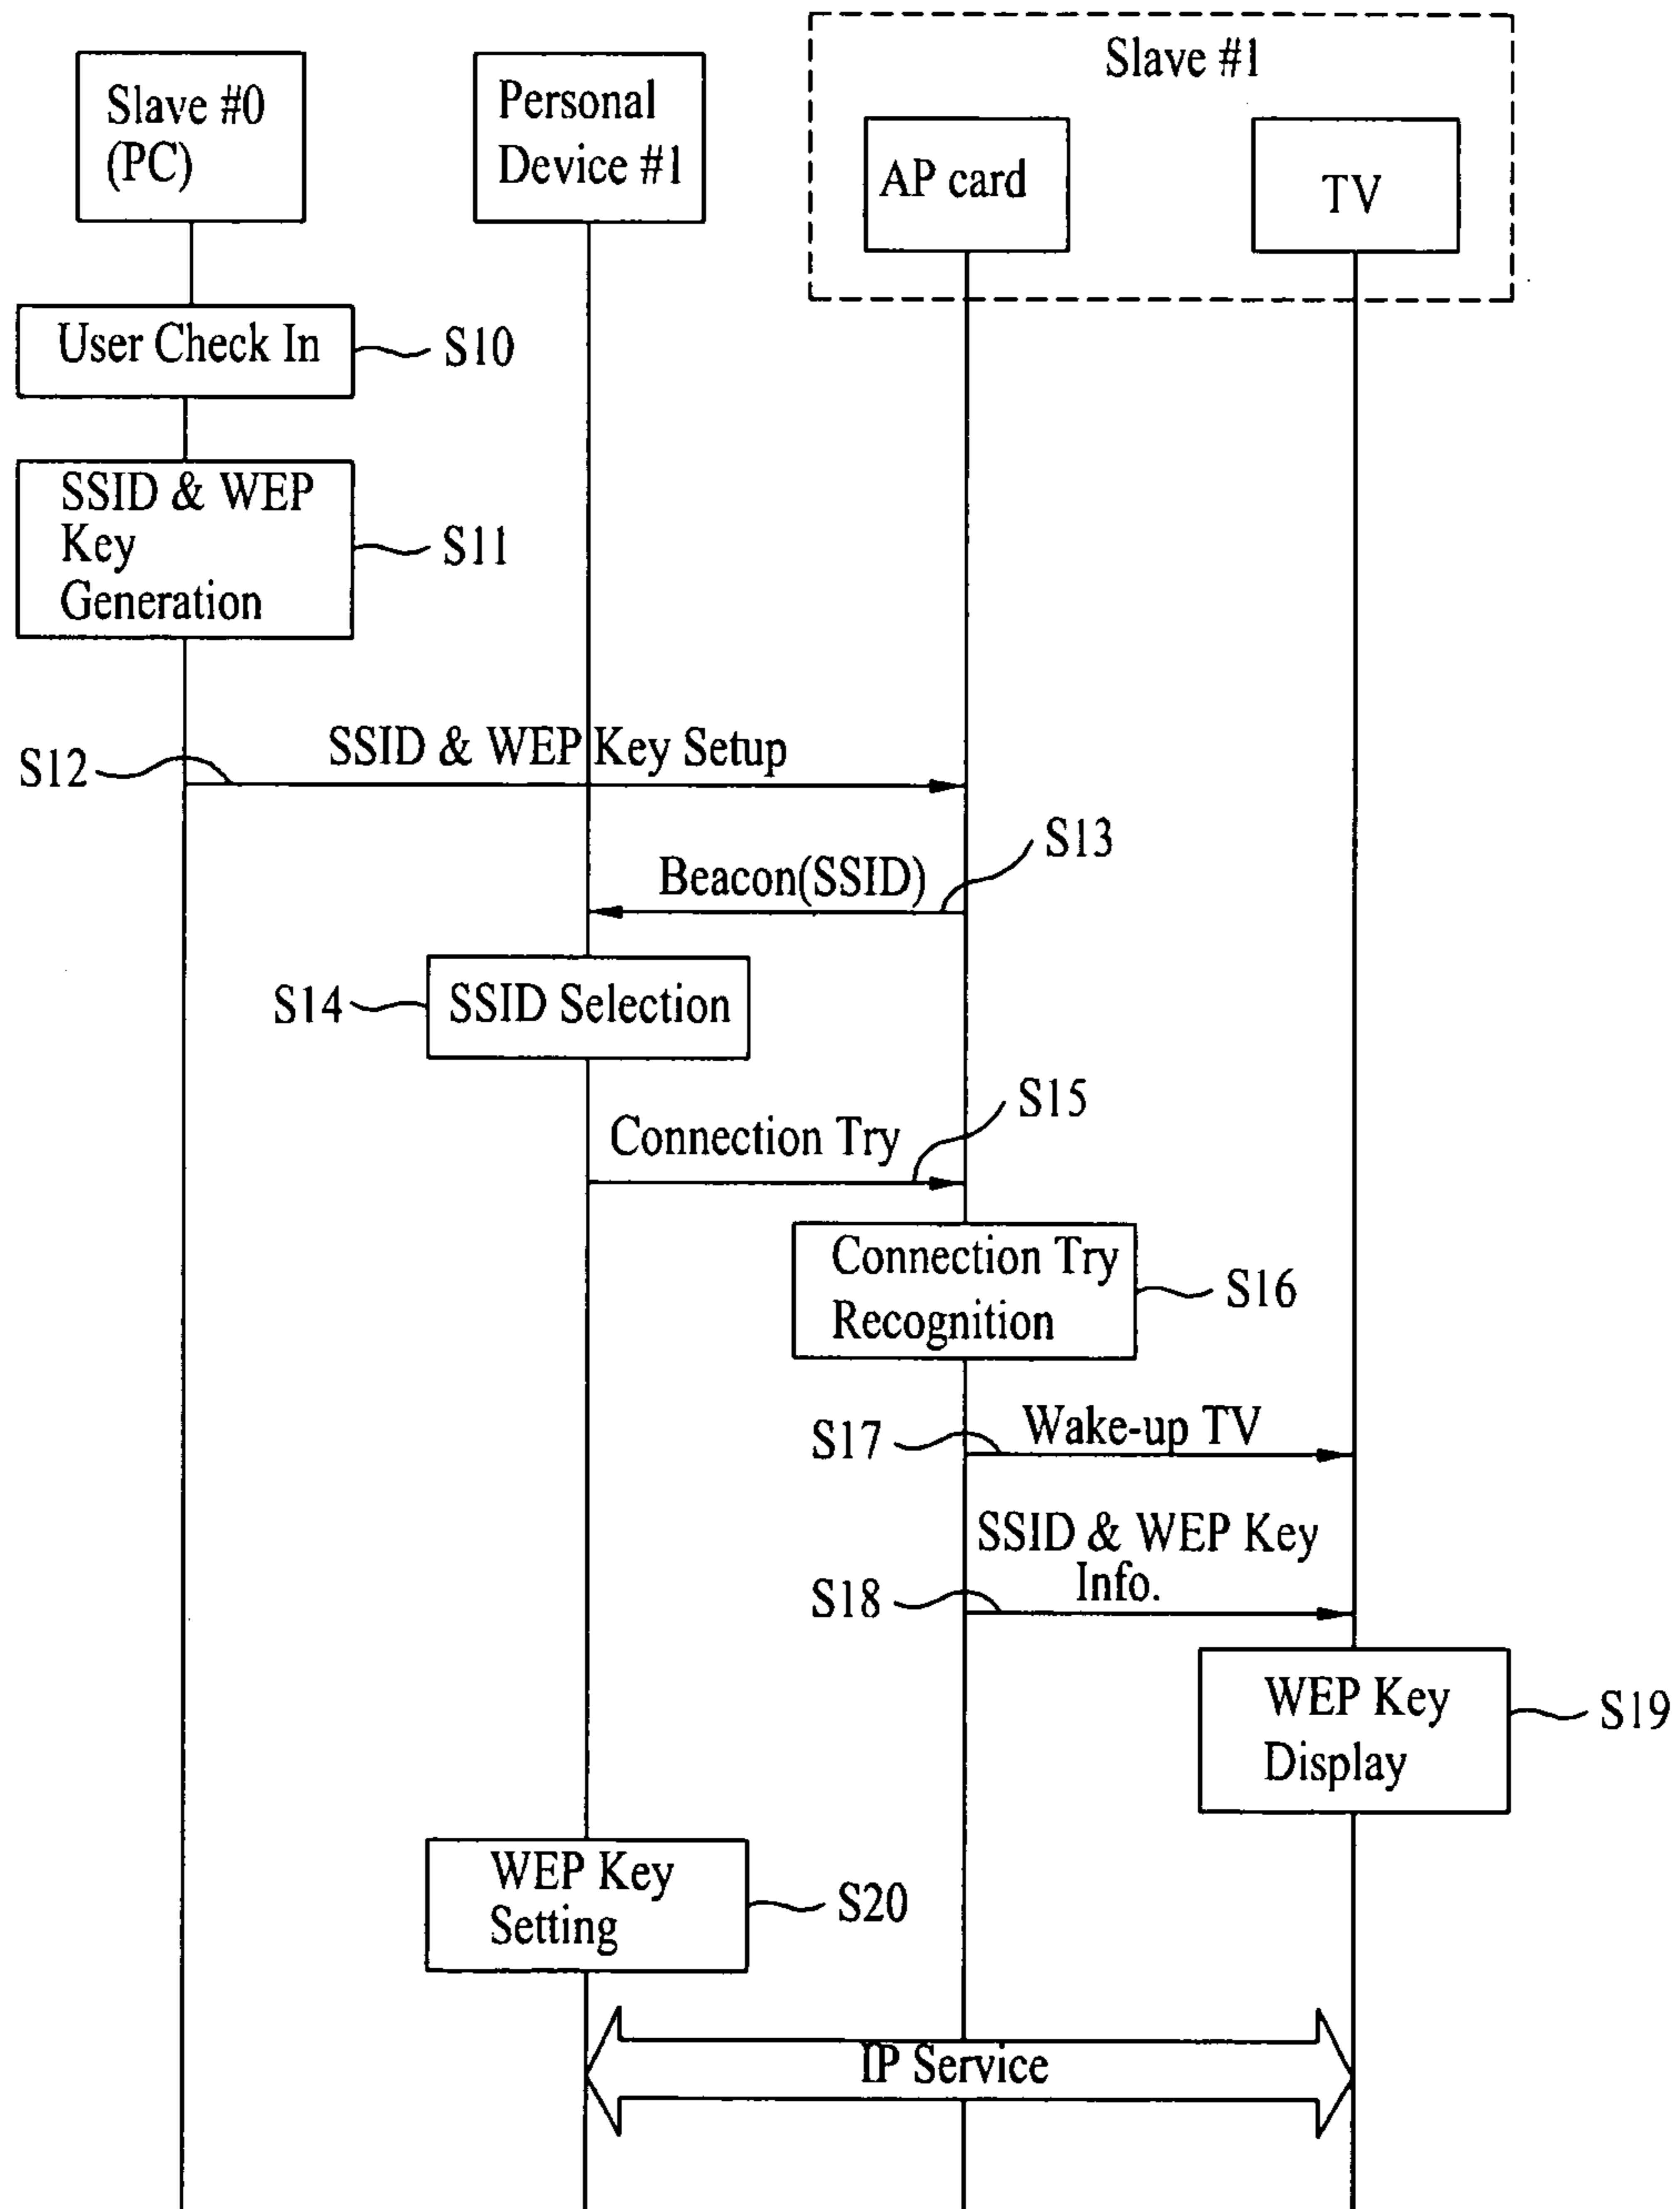 Slave #1
Slave #0
(PC)
Personal
Device #1
AP card
TV
User Check In
S10
SSID & WEP
Key
Generation
S11
SSID & WEP Key Setup
S12
S13
Beacon(SSID)
S14
SSID Selection
S15
Connection Try
Connection Try
Recognition
S16
Wake-up TV
S17
SSID & WEP Key
Info.
S18
WEP Key
Display
S19
WEP Key
Setting
S20
IP Service